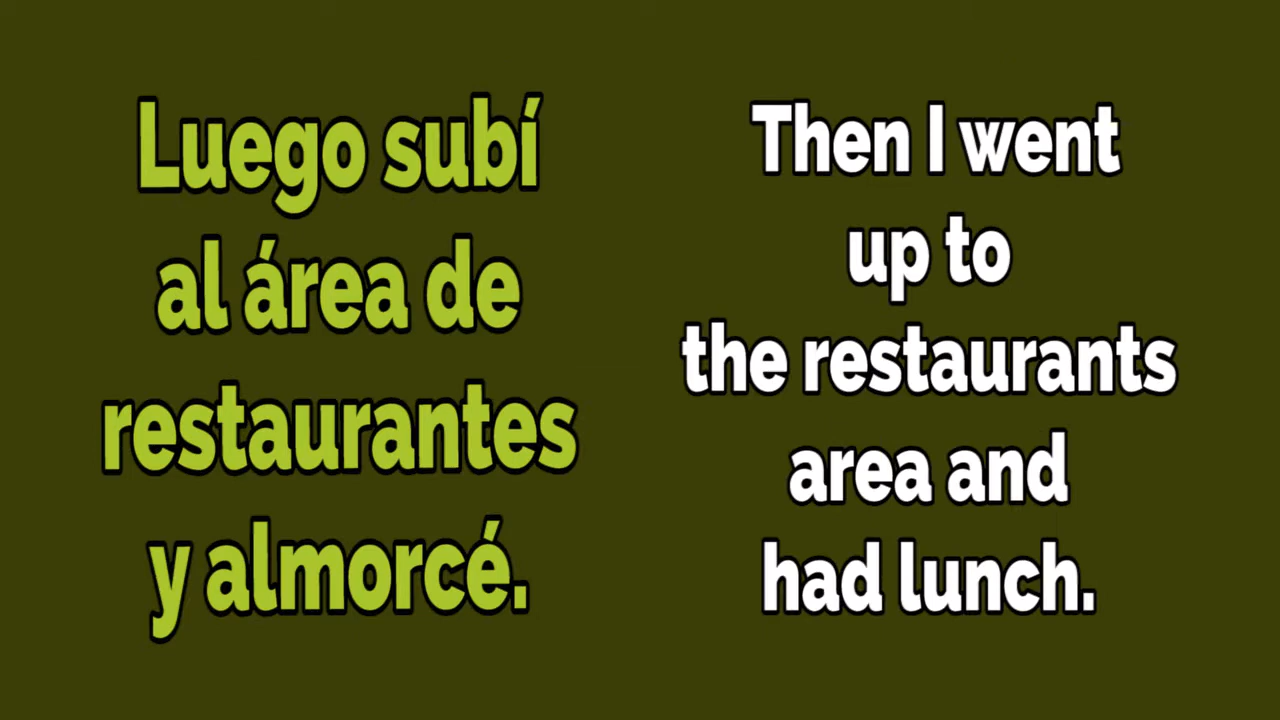 Luego subí
al área de
restaurantes
y almorcé.
Then I went
up to
the restaurants
area and
had lunch.